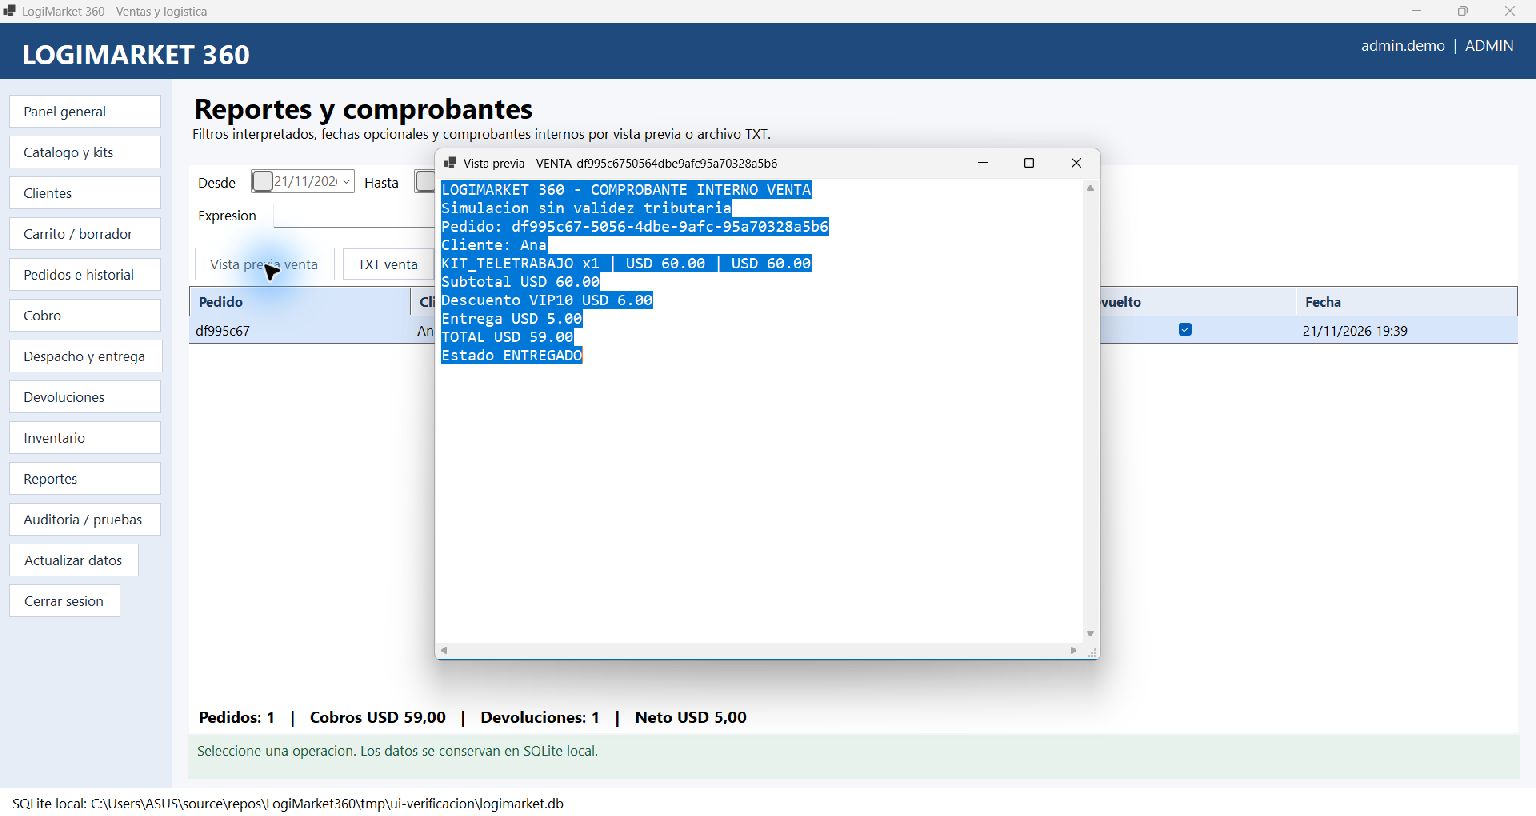 LogiMarket 360 - Ventas y logistica
LOGIMARKET 360
admin.demo | ADMIN
Panel general
Catalogo y kits
Clientes
Carrito / borrador
Pedidos e historial
Cobro
Despacho y entrega
Devoluciones
Inventario
Reportes
Auditoria / pruebas
Actualizar datos
Cerrar sesion
Reportes y comprobantes
Filtros interpretados, fechas opcionales y comprobantes internos por vista previa o archivo TXT.
Desde 21/11/202 Hasta
Expresion
Vista previa venta TXT venta
Pedido Cli vuelto Fecha
df995c67 An 21/11/2026 19:39
Vista previa - VENTA_df995c6750564dbe9afc95a70328a5b6
LOGIMARKET 360 - COMPROBANTE INTERNO VENTA
Simulacion sin validez tributaria
Pedido: df995c67-5056-4dbe-9afc-95a70328a5b6
Cliente: Ana
KIT_TELETRABAJO x1 | USD 60.00 | USD 60.00
Subtotal USD 60.00
Descuento VIP10 USD 6.00
Entrega USD 5.00
TOTAL USD 59.00
Estado ENTREGADO
Pedidos: 1 | Cobros USD 59,00 | Devoluciones: 1 | Neto USD 5,00
Seleccione una operacion. Los datos se conservan en SQLite local.
SQLite local: C:\Users\ASUS\source\repos\LogiMarket360\tmp\ui-verificacion\logimarket.db